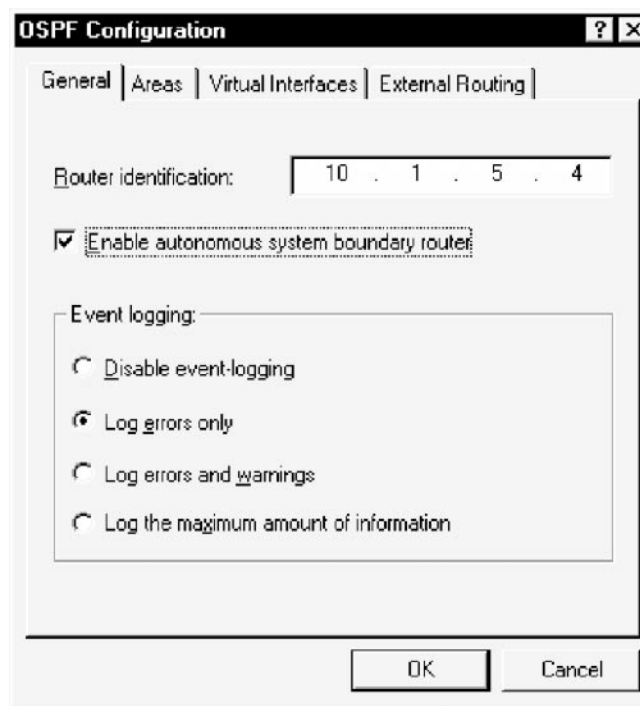 OSPF Configuration ? X
General Areas Virtual Interfaces External Routing
Router identification: 10 . 1 . 5 . 4
Enable autonomous system boundary router
Event logging:
Disable event-logging
Log errors only
Log errors and warnings
Log the maximum amount of information
OK Cancel